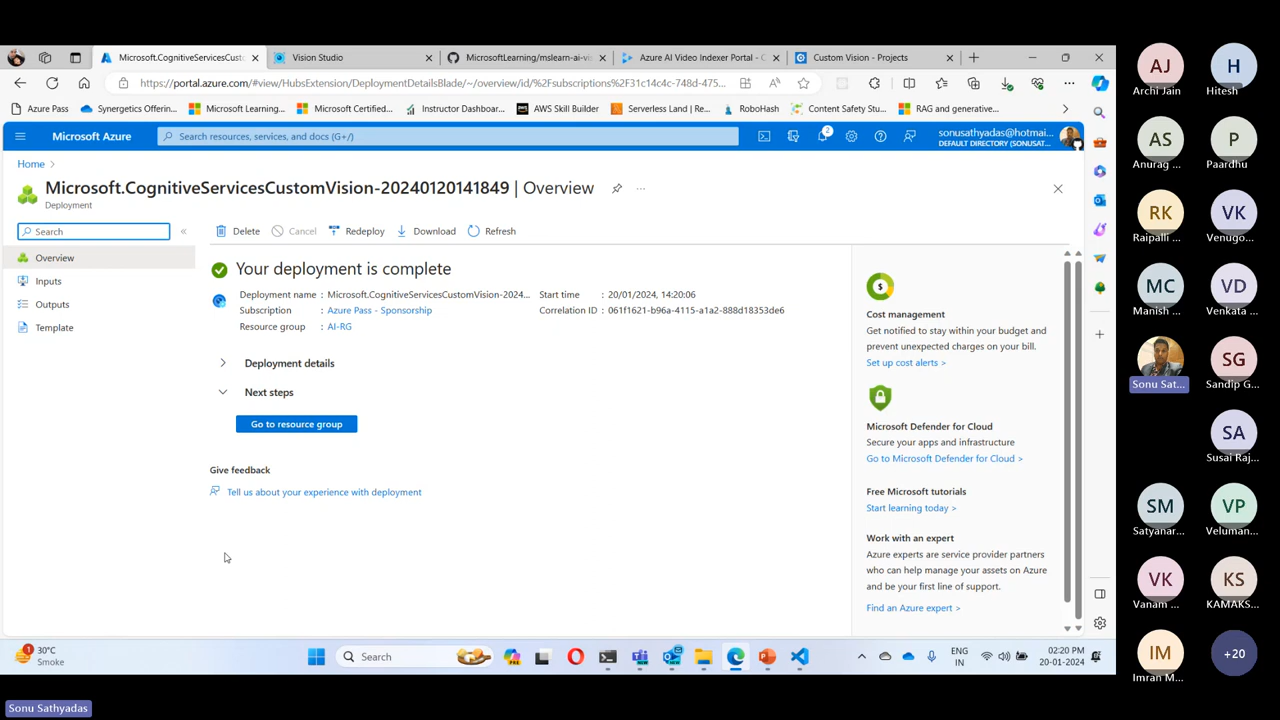 Microsoft.CognitiveServicesCusto
Vision Studio
MicrosoftLearning/mslearn-ai-vis
Azure AI Video Indexer Portal - C
Custom Vision - Projects
https://portal.azure.com/#view/HubsExtension/DeploymentDetailsBlade/~/overview/id/%2Fsubscriptions%2F31c14c4c-748d-475...
Azure Pass
Synergetics Offering...
Microsoft Learning...
Microsoft Certified...
Instructor Dashboar...
AWS Skill Builder
Serverless Land | Re...
RoboHash
Content Safety Stu...
RAG and generative...
Microsoft Azure
Search resources, services, and docs (G+/)
2
sonusathyadas@hotmai...
DEFAULT DIRECTORY (SONUSAT...
Home
Microsoft.CognitiveServicesCustomVision-20240120141849 | Overview
Deployment
Search
Overview
Inputs
Outputs
Template
Delete
Cancel
Redeploy
Download
Refresh
Your deployment is complete
Deployment name : Microsoft.CognitiveServicesCustomVision-2024...
Subscription : Azure Pass - Sponsorship
Resource group : AI-RG
Start time : 20/01/2024, 14:20:06
Correlation ID : 061f1621-b96a-4115-a1a2-888d18353de6
Deployment details
Next steps
Go to resource group
Give feedback
Tell us about your experience with deployment
Cost management
Get notified to stay within your budget and
prevent unexpected charges on your bill.
Set up cost alerts >
Microsoft Defender for Cloud
Secure your apps and infrastructure
Go to Microsoft Defender for Cloud >
Free Microsoft tutorials
Start learning today >
Work with an expert
Azure experts are service provider partners
who can help manage your assets on Azure
and be your first line of support.
Find an Azure expert >
1
30°C
Smoke
Search
ENG
IN
02:20 PM
20-01-2024
AJ
Archi Jain
H
Hitesh
AS
Anurag ...
P
Paardhu
RK
Raipalli ...
VK
Venugo...
MC
Manish ...
VD
Venkata ...
Sonu Sat...
SG
Sandip G...
SA
Susai Raj...
SM
Satyanar...
VP
Veluman...
VK
Vanam ...
KS
KAMAKS...
IM
Imran M...
+20
Sonu Sathyadas